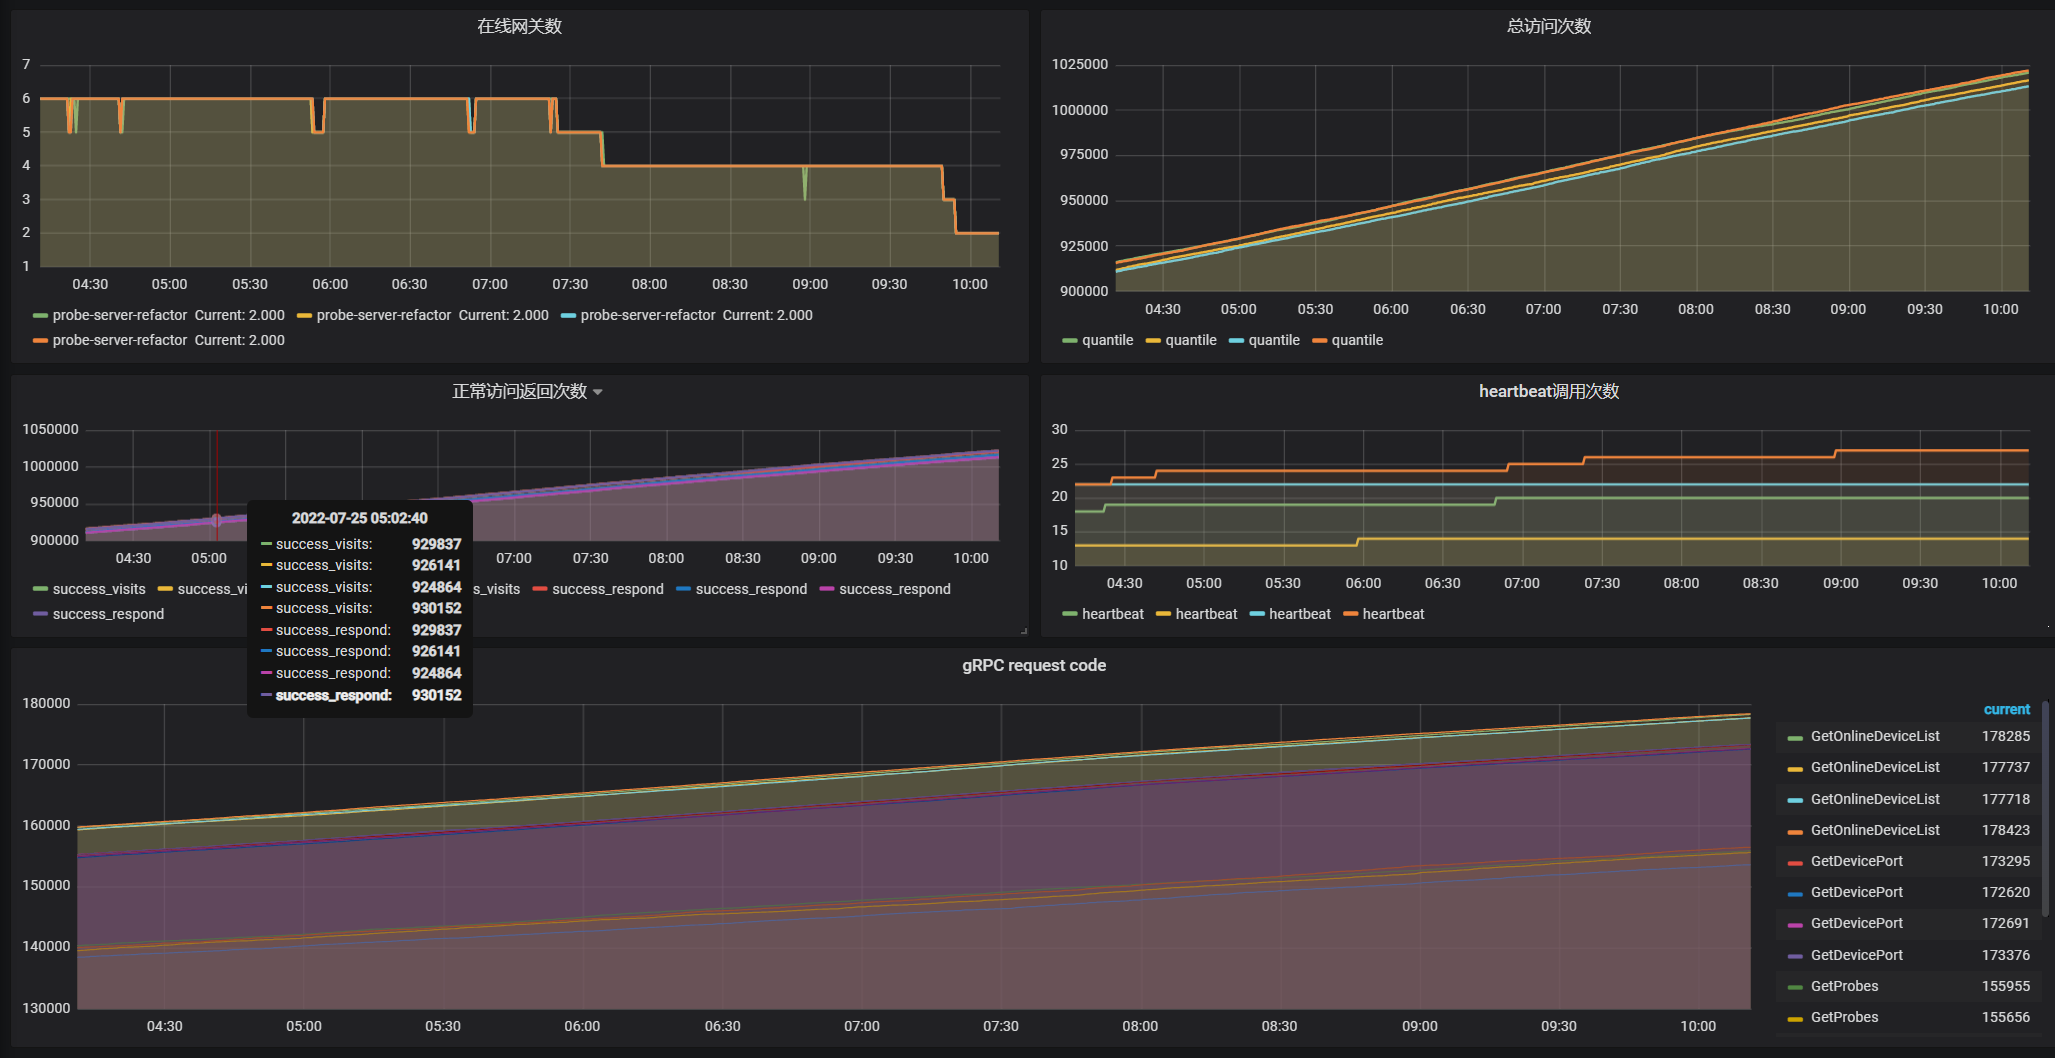 在线网关数
7
6
5
4
3
2
1
04:30 05:00 05:30 06:00 06:30 07:00 07:30 08:00 08:30 09:00 09:30 10:00
probe-server-refactor Current: 2.000 probe-server-refactor Current: 2.000 probe-server-refactor Current: 2.000
probe-server-refactor Current: 2.000
总访问次数
1025000
1000000
975000
950000
925000
900000
04:30 05:00 05:30 06:00 06:30 07:00 07:30 08:00 08:30 09:00 09:30 10:00
quantile quantile quantile quantile
正常访问返回次数
1050000
1000000
950000
900000
04:30 05:00 07:00 07:30 08:00 08:30 09:00 09:30 10:00
success_visits success_vi s_visits success_respond success_respond success_respond
success_respond
2022-07-25 05:02:40
success_visits: 929837
success_visits: 926141
success_visits: 924864
success_visits: 930152
success_respond: 929837
success_respond: 926141
success_respond: 924864
success_respond: 930152
heartbeat调用次数
30
25
20
15
10
04:30 05:00 05:30 06:00 06:30 07:00 07:30 08:00 08:30 09:00 09:30 10:00
heartbeat heartbeat heartbeat heartbeat
gRPC request code
180000
170000
160000
150000
140000
130000
04:30 05:00 05:30 06:00 06:30 07:00 07:30 08:00 08:30 09:00 09:30 10:00
current
GetOnlineDeviceList 178285
GetOnlineDeviceList 177737
GetOnlineDeviceList 177718
GetOnlineDeviceList 178423
GetDevicePort 173295
GetDevicePort 172620
GetDevicePort 172691
GetDevicePort 173376
GetProbes 155955
GetProbes 155656